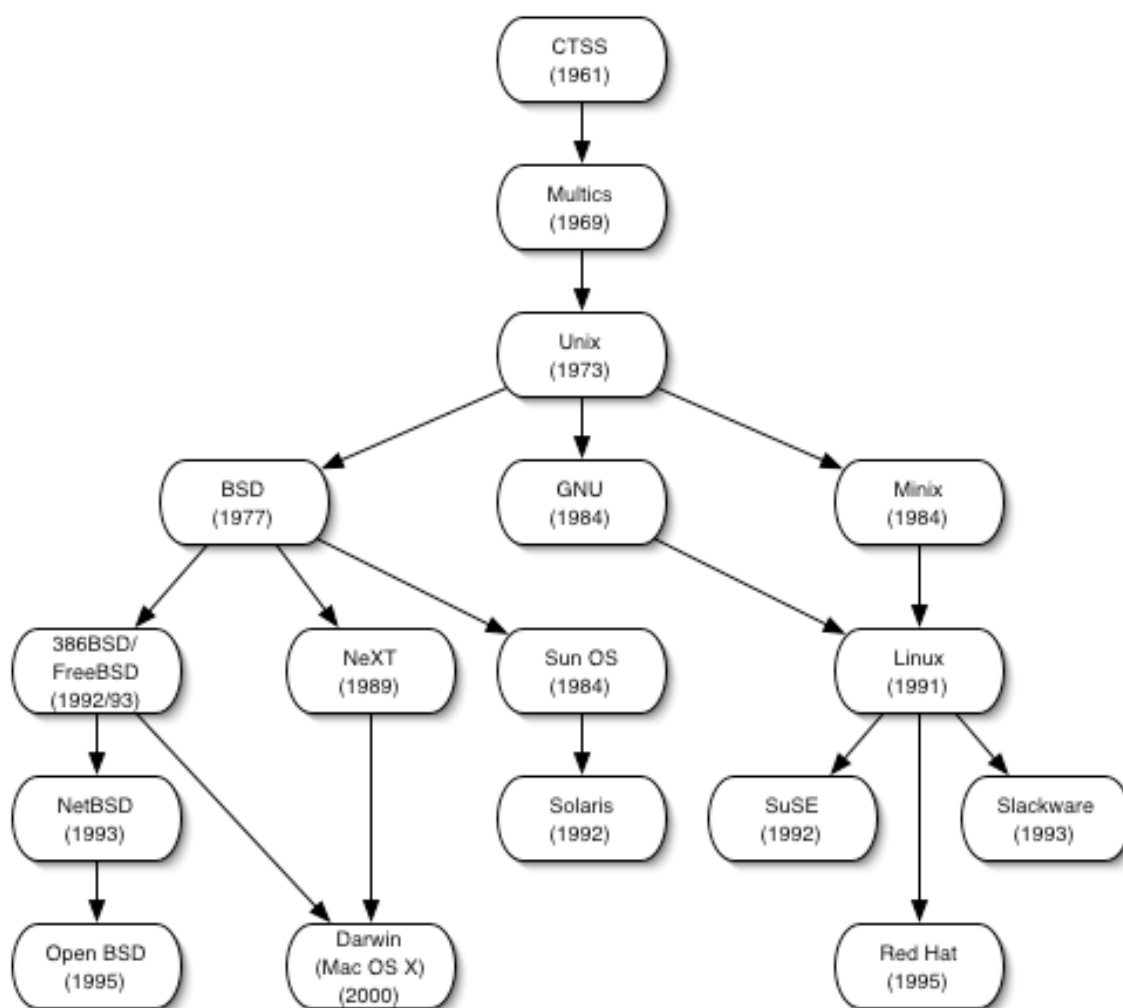 CTSS
(1961)
Multics
(1969)
Unix
(1973)
BSD
(1977)
GNU
(1984)
Minix
(1984)
386BSD/
FreeBSD
(1992/93)
NeXT
(1989)
Sun OS
(1984)
Linux
(1991)
NetBSD
(1993)
Solaris
(1992)
SuSE
(1992)
Slackware
(1993)
Open BSD
(1995)
Darwin
(Mac OS X)
(2000)
Red Hat
(1995)